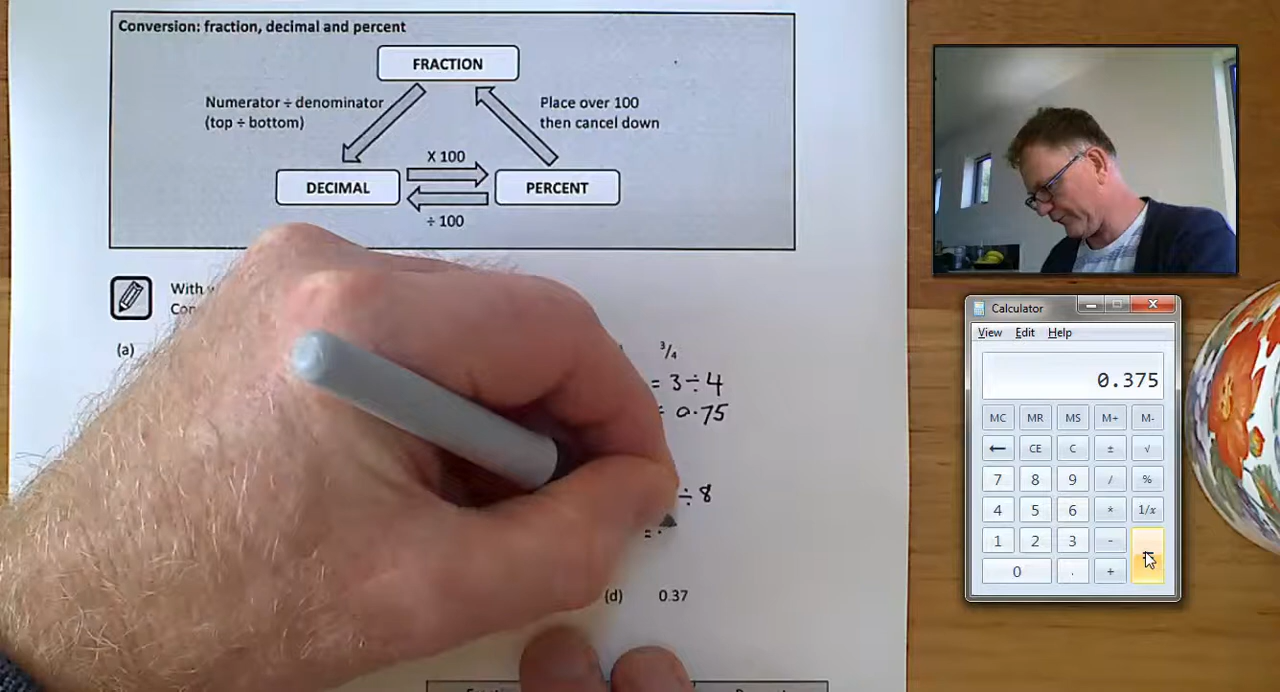 Conversion: fraction, decimal and percent
FRACTION
Numerator ÷ denominator
(top ÷ bottom)
Place over 100
then cancel down
X 100
DECIMAL
PERCENT
÷ 100
With
(a)
3/4
= 3÷4
= 0.75
÷ 8
=
(d) 0.37
Calculator
View Edit Help
0.375
MC MR MS M+ M-
← CE C ± √
7 8 9 / %
4 5 6 * 1/x
1 2 3 -
0 . +